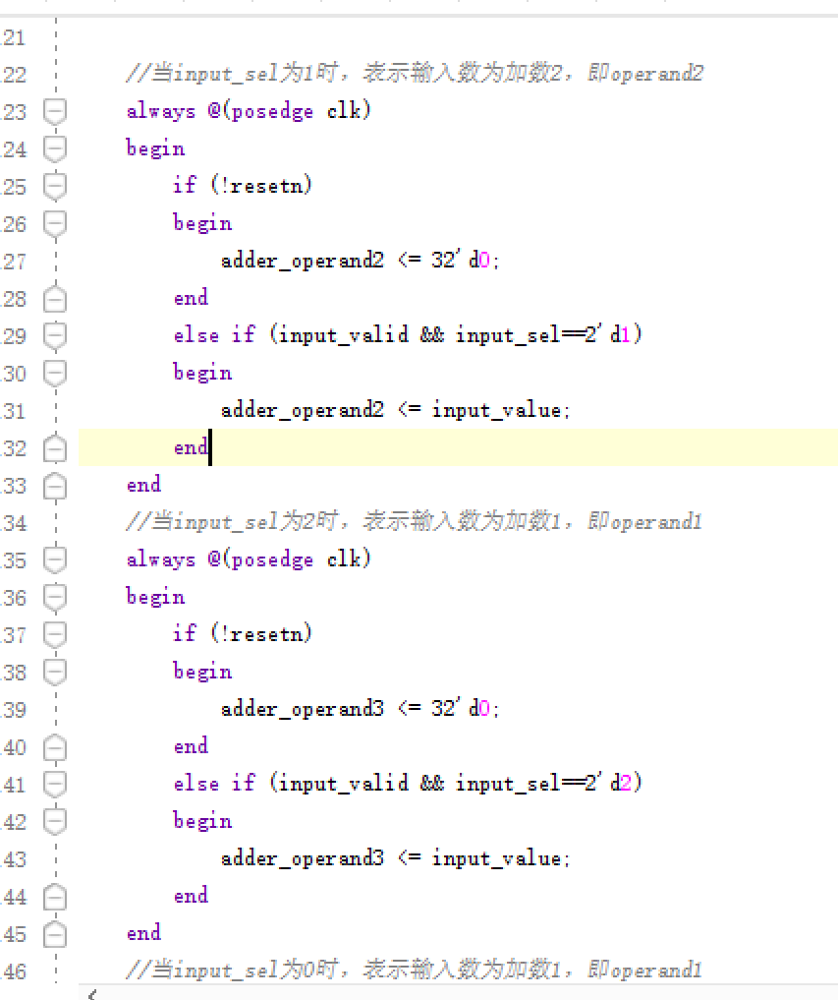 21
22 //当input_sel为1时，表示输入数为加数2，即operand2
23 always @(posedge clk)
24 begin
25 if (!resetn)
26 begin
27 adder_operand2 <= 32'd0;
28 end
29 else if (input_valid && input_sel==2'd1)
30 begin
31 adder_operand2 <= input_value;
32 end
33 end
34 //当input_sel为2时，表示输入数为加数1，即operand1
35 always @(posedge clk)
36 begin
37 if (!resetn)
38 begin
39 adder_operand3 <= 32'd0;
40 end
41 else if (input_valid && input_sel==2'd2)
42 begin
43 adder_operand3 <= input_value;
44 end
45 end
46 //当input_sel为0时，表示输入数为加数1，即operand1